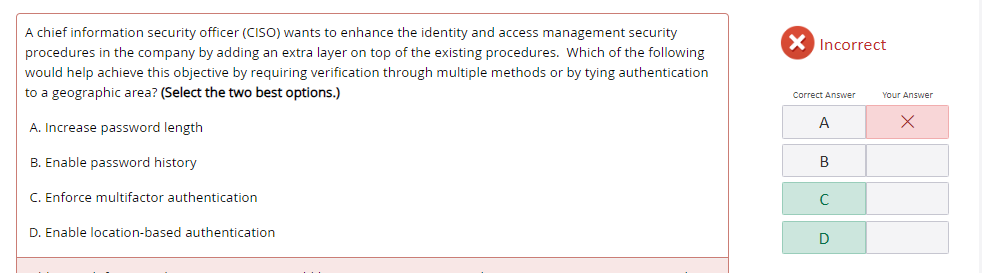 A chief information security officer (CISO) wants to enhance the identity and access management security
procedures in the company by adding an extra layer on top of the existing procedures.  Which of the following
would help achieve this objective by requiring verification through multiple methods or by tying authentication
to a geographic area? (Select the two best options.)
A. Increase password length
B. Enable password history
C. Enforce multifactor authentication
D. Enable location-based authentication
Incorrect
Correct Answer
Your Answer
A
B
C
D